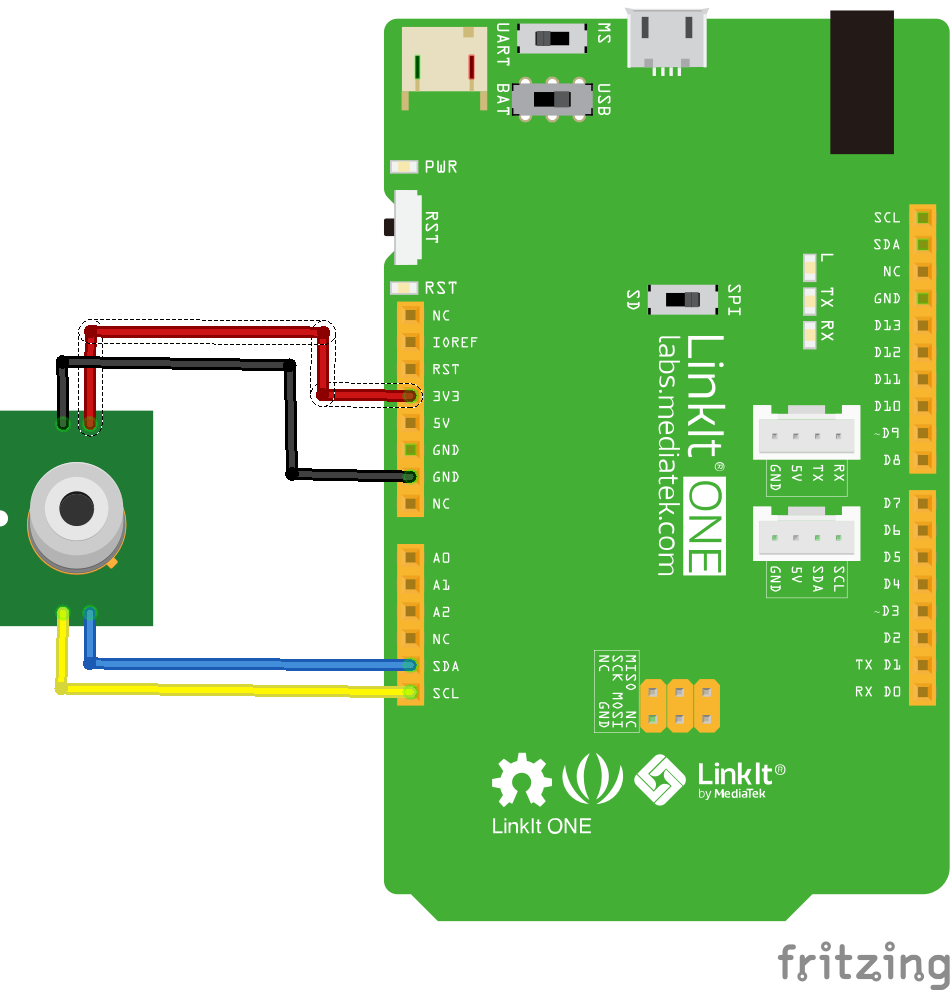 UART
MS
BAT
USB
PWR
RST
RST
NC
IOREF
RST
3V3
5V
GND
GND
NC
A0
A1
A2
NC
SDA
SCL
SD
SPI
L
TX
RX
LinkIt® ONE
labs.mediatek.com
SCL
SDA
NC
GND
D13
D12
D11
D10
~D9
D8
GND
5V
TX
RX
GND
5V
SDA
SCL
D7
D6
D5
D4
~D3
D2
TX D1
RX D0
MISO NC
SCK MOSI
NC GND
LinkIt ONE
LinkIt®
by MediaTek
fritzing